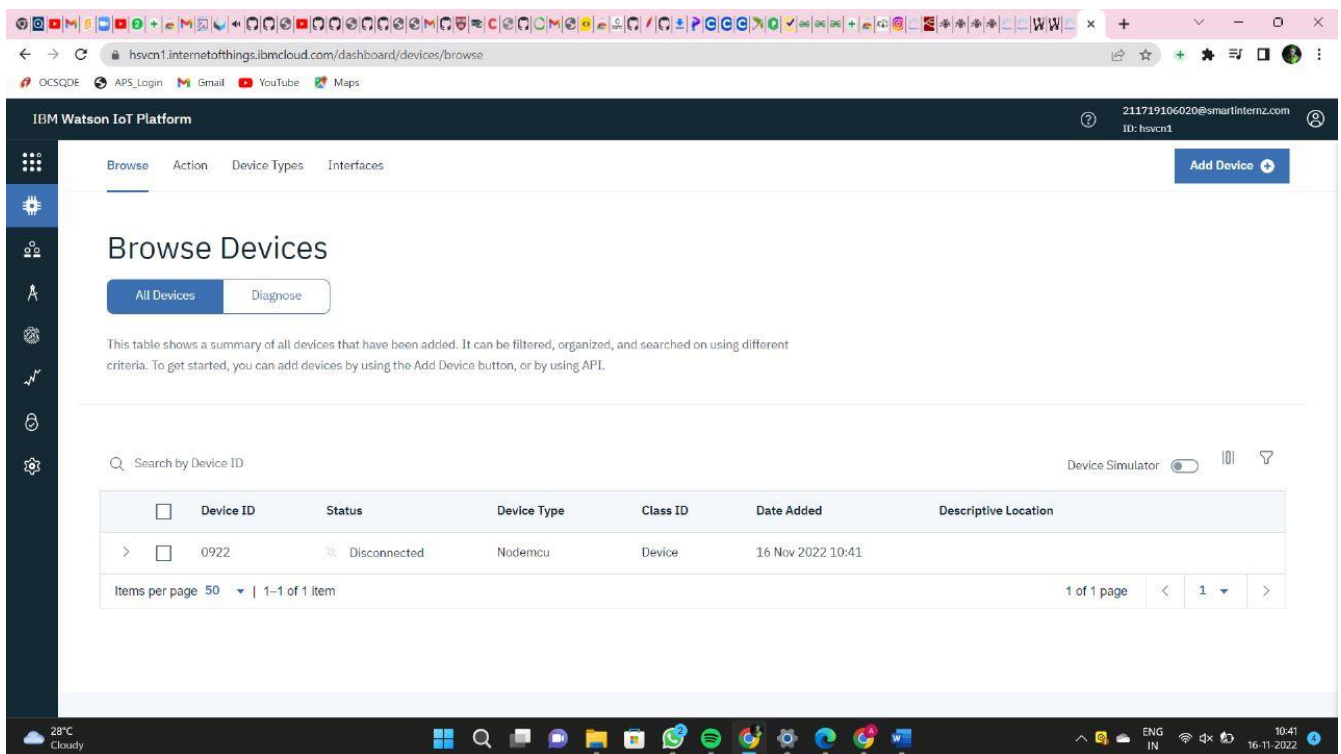 hsvcn1.internetofthings.ibmcloud.com/dashboard/devices/browse
OCSQDE APS_Login Gmail YouTube Maps
IBM Watson IoT Platform
211719106020@smartinternz.com
ID: hsvcn1
Browse Action Device Types Interfaces
Add Device
Browse Devices
All Devices Diagnose
This table shows a summary of all devices that have been added. It can be filtered, organized, and searched on using different
criteria. To get started, you can add devices by using the Add Device button, or by using API.
Search by Device ID
Device Simulator
Device ID Status Device Type Class ID Date Added Descriptive Location
0922 Disconnected Nodemcu Device 16 Nov 2022 10:41
Items per page 50 | 1–1 of 1 item
1 of 1 page 1
28°C
Cloudy
ENG
IN
10:41
16-11-2022
4